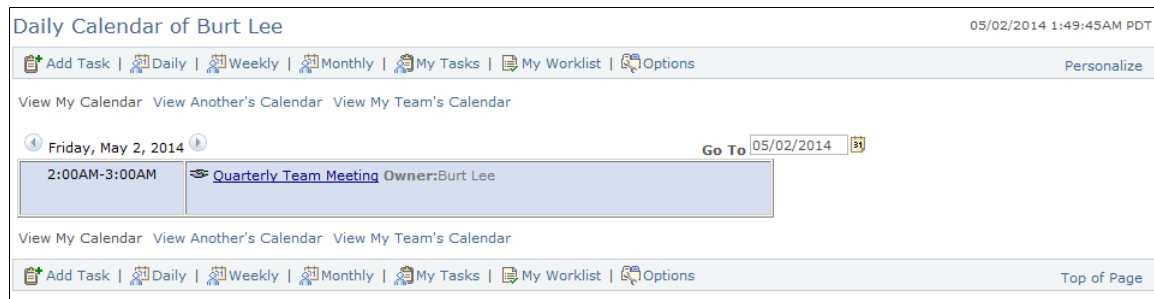 Daily Calendar of Burt Lee 05/02/2014 1:49:45AM PDT
Add Task | Daily | Weekly | Monthly | My Tasks | My Worklist | Options Personalize
View My Calendar View Another's Calendar View My Team's Calendar
Friday, May 2, 2014 Go To 05/02/2014
2:00AM-3:00AM Quarterly Team Meeting Owner:Burt Lee
View My Calendar View Another's Calendar View My Team's Calendar
Add Task | Daily | Weekly | Monthly | My Tasks | My Worklist | Options Top of Page